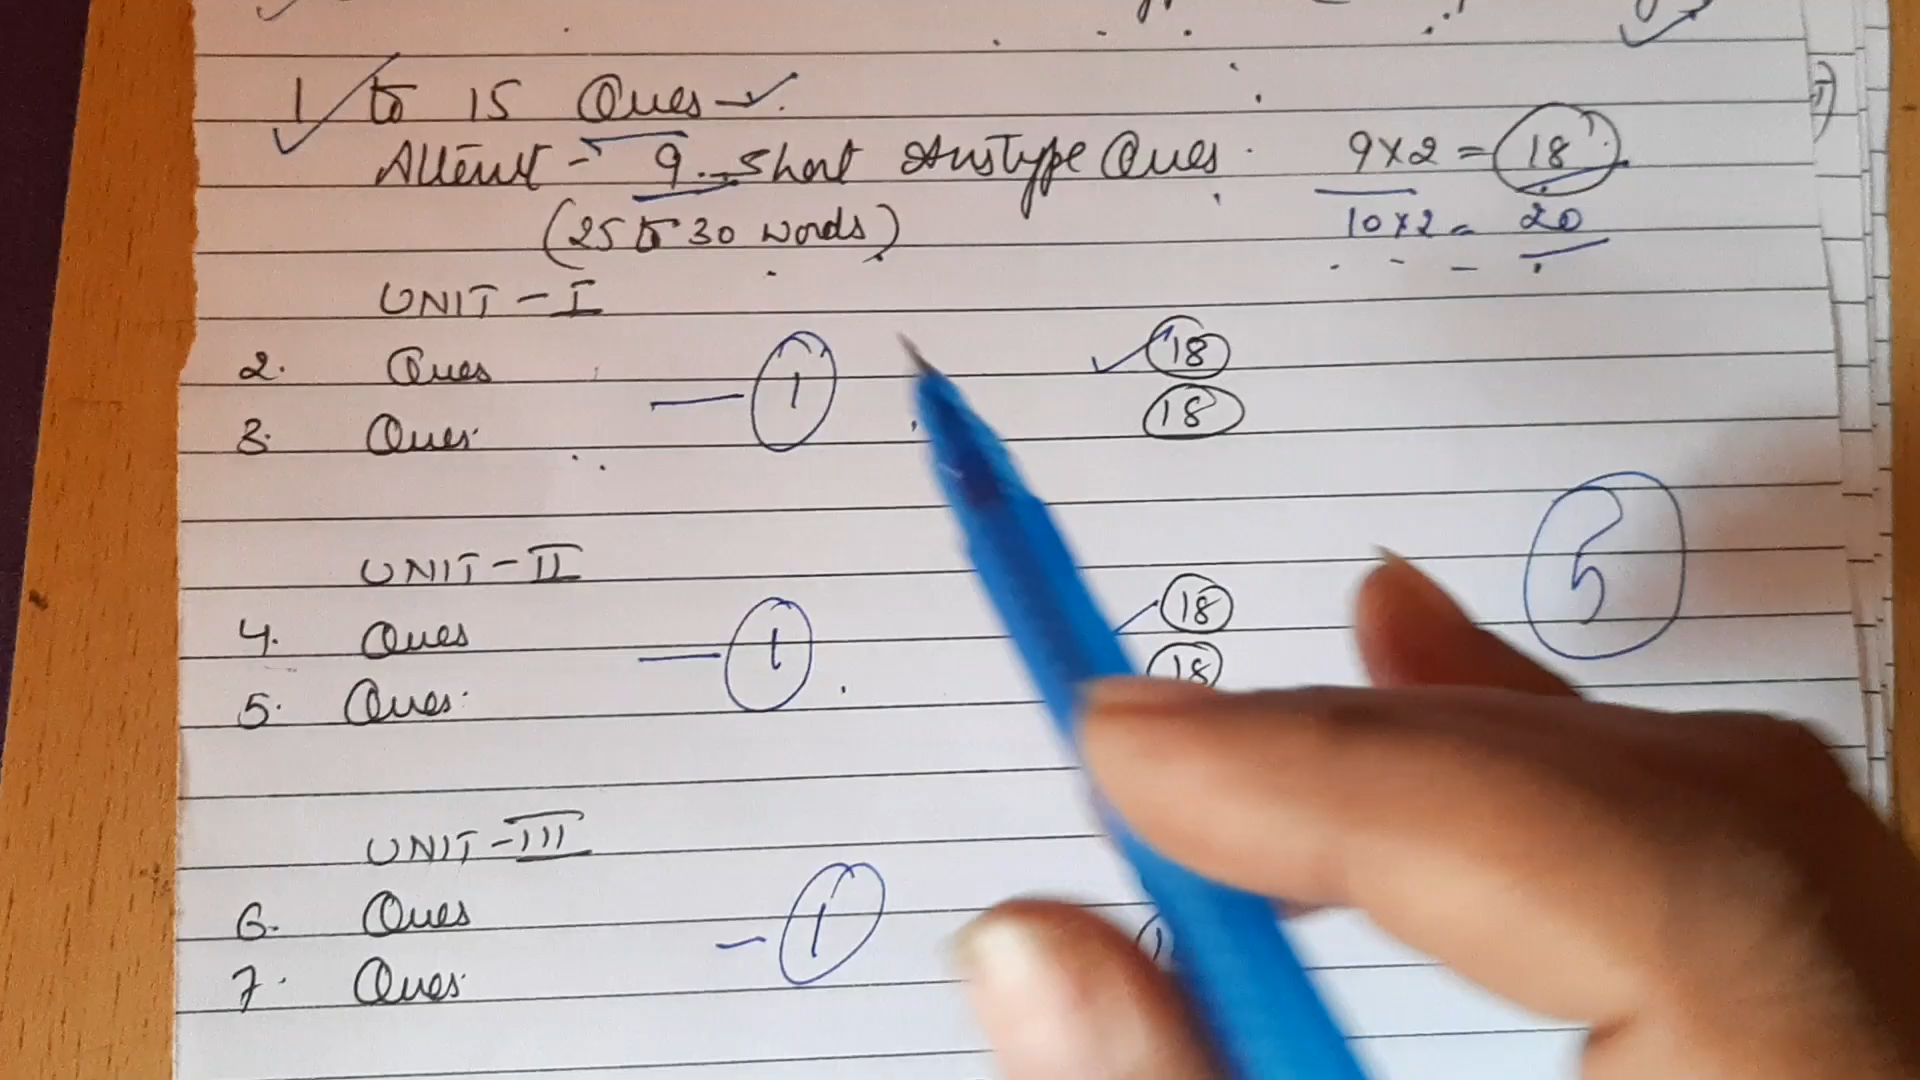 1 to 15 Ques
Attempt - 9 Short Anstype Ques. 9x2 = 18
(25 to 30 words) 10x2 = 20
UNIT - I
2. Ques — 1 18
3. Ques. 18
5
UNIT - II
4. Ques — 1 18
5. Ques. 18
UNIT - III
6. Ques — 1
7. Ques.